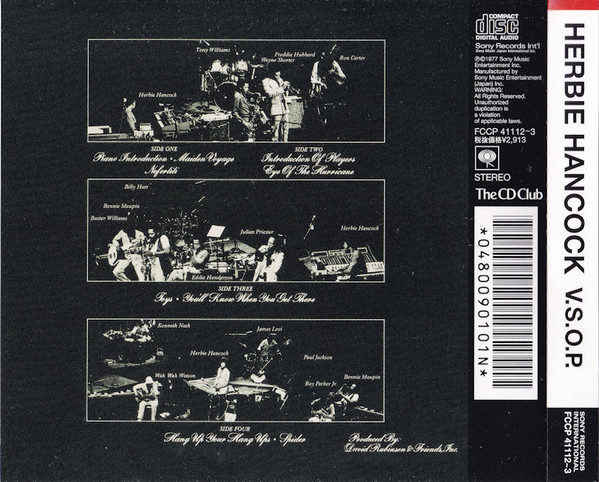 Tony Williams
Freddie Hubbard
Wayne Shorter
Ron Carter
Herbie Hancock
SIDE ONE
Piano Introduction • Maiden Voyage
Nefertiti
SIDE TWO
Introduction Of Players
Eye Of The Hurricane
Billy Hart
Bennie Maupin
Buster Williams
Julian Priester
Herbie Hancock
Eddie Henderson
SIDE THREE
Toys • You'll Know When You Get There
Kenneth Nash
James Levi
Herbie Hancock
Paul Jackson
Wah Wah Watson
Ray Parker Jr.
Bennie Maupin
SIDE FOUR
Hang Up Your Hang Ups • Spider
Produced By:
David Rubinson & Friends, Inc.
COMPACT
disc
DIGITAL AUDIO
Sony Records Int'l
Sony Music Japan International Inc.
℗©1977 Sony Music
Entertainment Inc.
Manufactured by
Sony Music Entertainment
(Japan) Inc.
WARNING:
All Rights Reserved.
Unauthorized
duplication is
a violation
of applicable laws.
FCCP 41112-3
税抜価格¥2,913
STEREO
The CD Club
*0480090101N*
HERBIE HANCOCK V.S.O.P.
SONY RECORDS
INTERNATIONAL
FCCP 41112~3